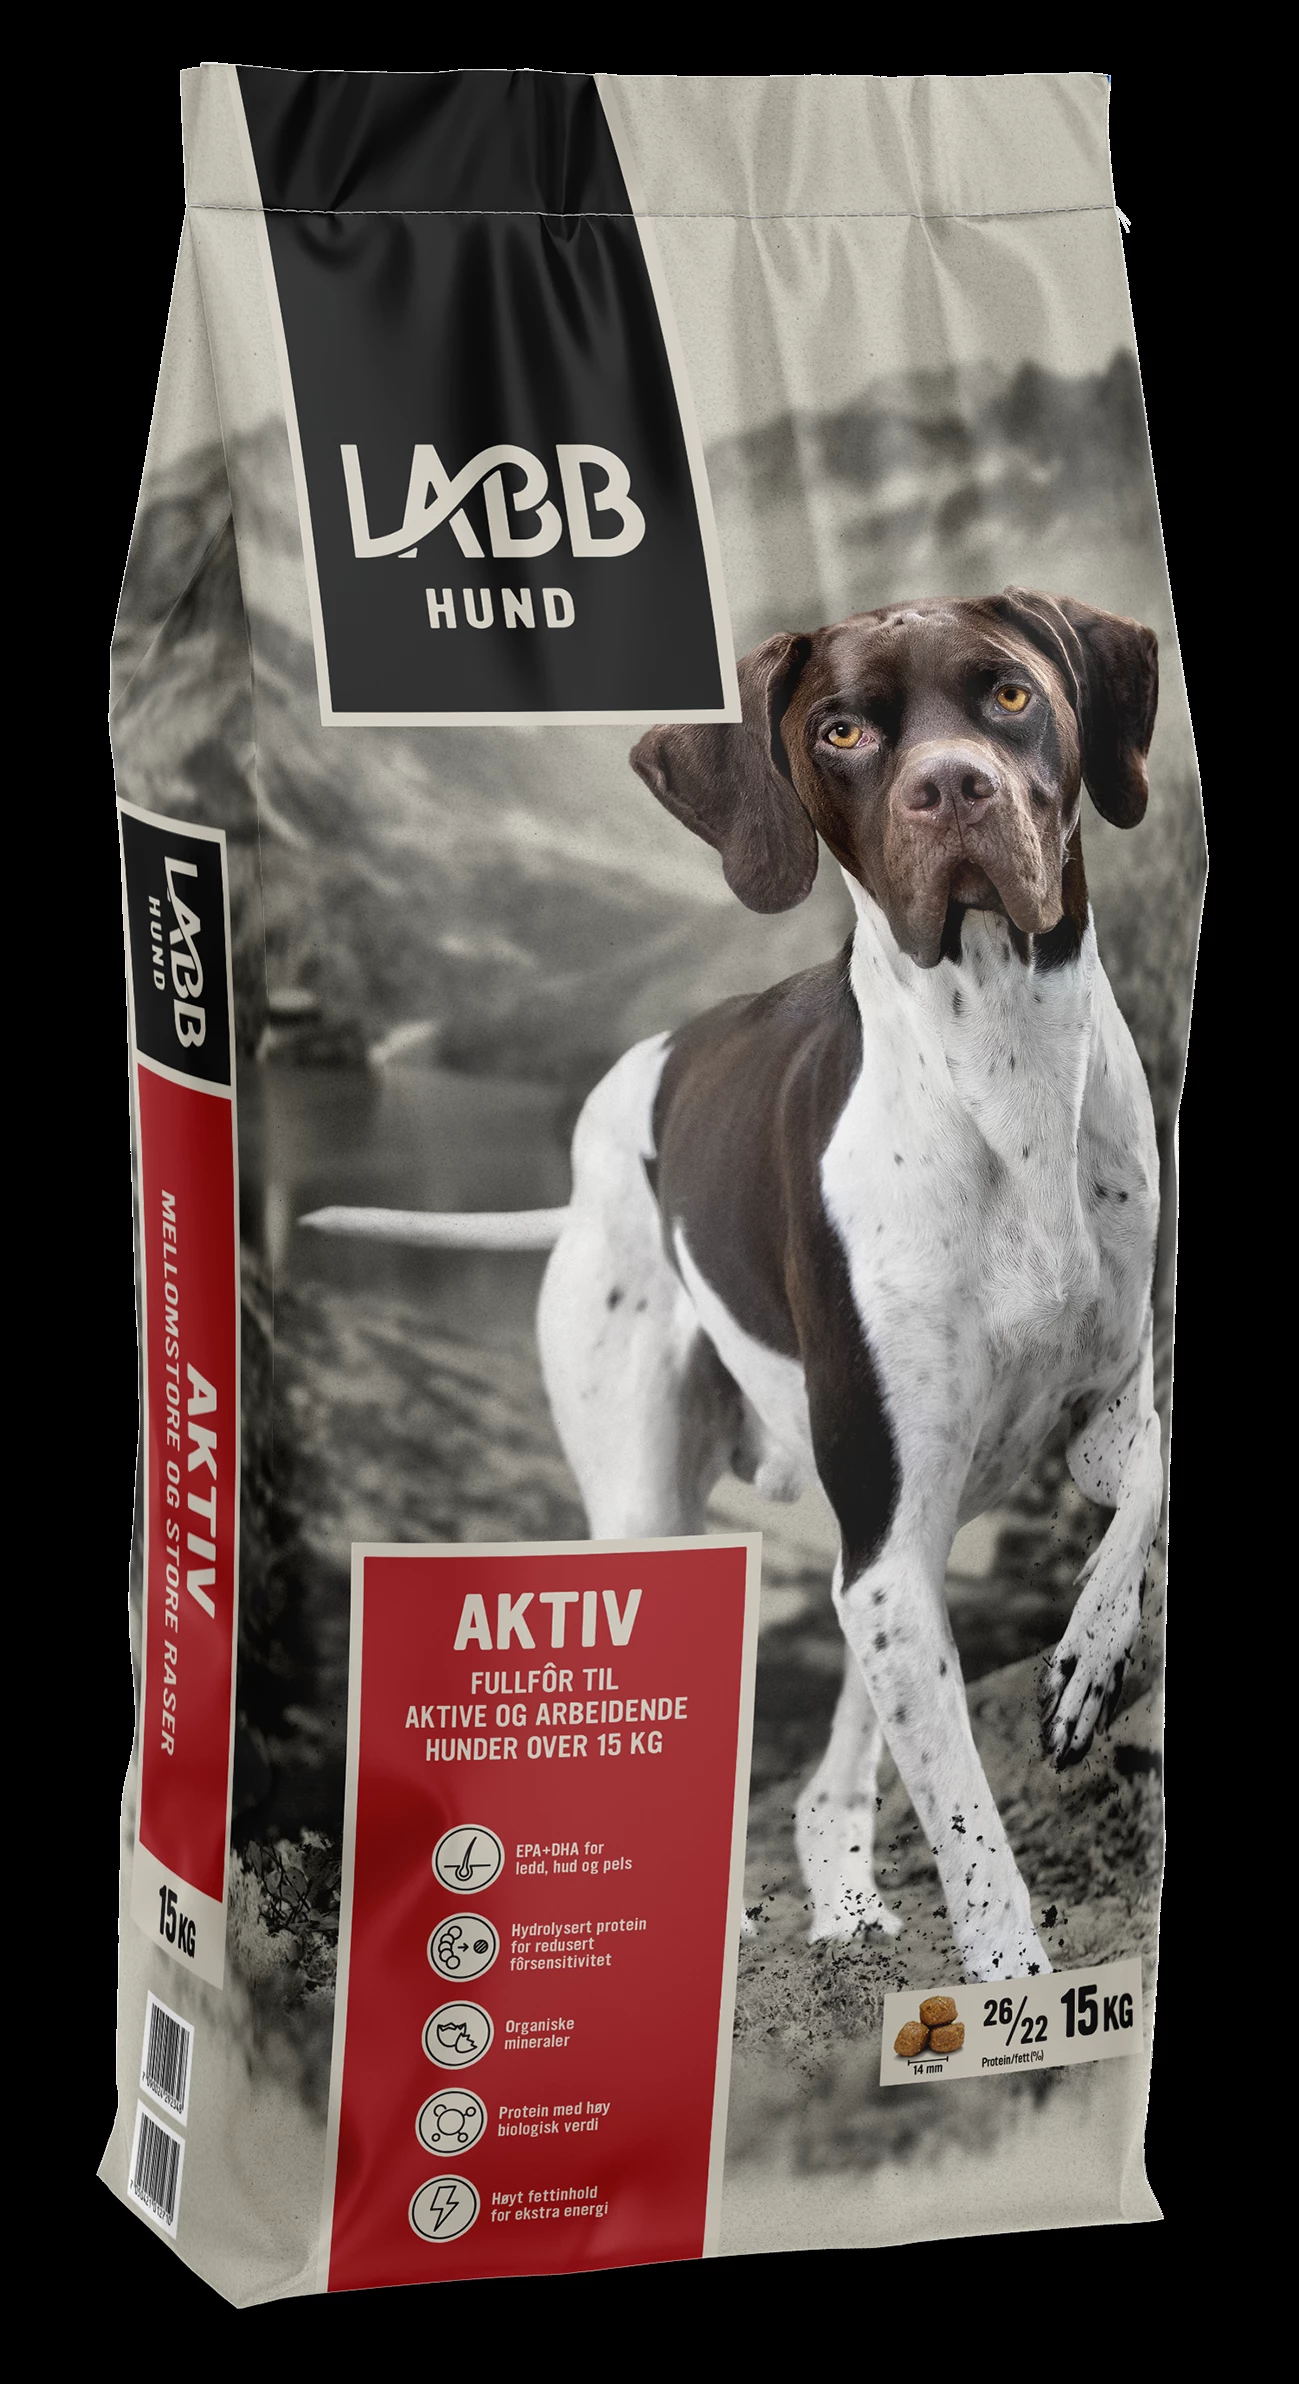 LABB
HUND
LABB
HUND
AKTIV
MELLOMSTORE OG STORE RASER
15 KG
AKTIV
FULLFÔR TIL
AKTIVE OG ARBEIDENDE
HUNDER OVER 15 KG
EPA+DHA for
ledd, hud og pels
Hydrolysert protein
for redusert
fôrsensitivitet
Organiske
mineraler
Protein med høy
biologisk verdi
Høyt fettinhold
for ekstra energi
14 mm
26/22
Protein/fett (%)
15 KG